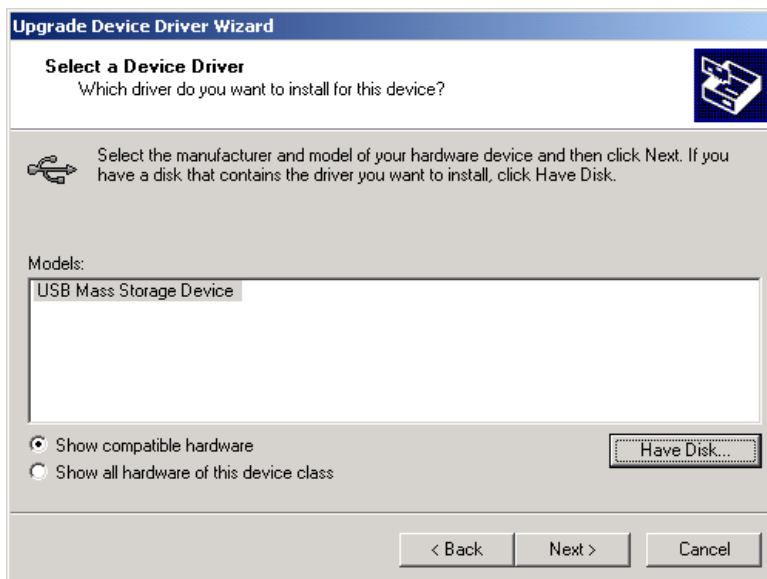 Upgrade Device Driver Wizard
Select a Device Driver
Which driver do you want to install for this device?
Select the manufacturer and model of your hardware device and then click Next. If you
have a disk that contains the driver you want to install, click Have Disk.
Models:
USB Mass Storage Device
Show compatible hardware
Show all hardware of this device class
Have Disk...
< Back
Next >
Cancel